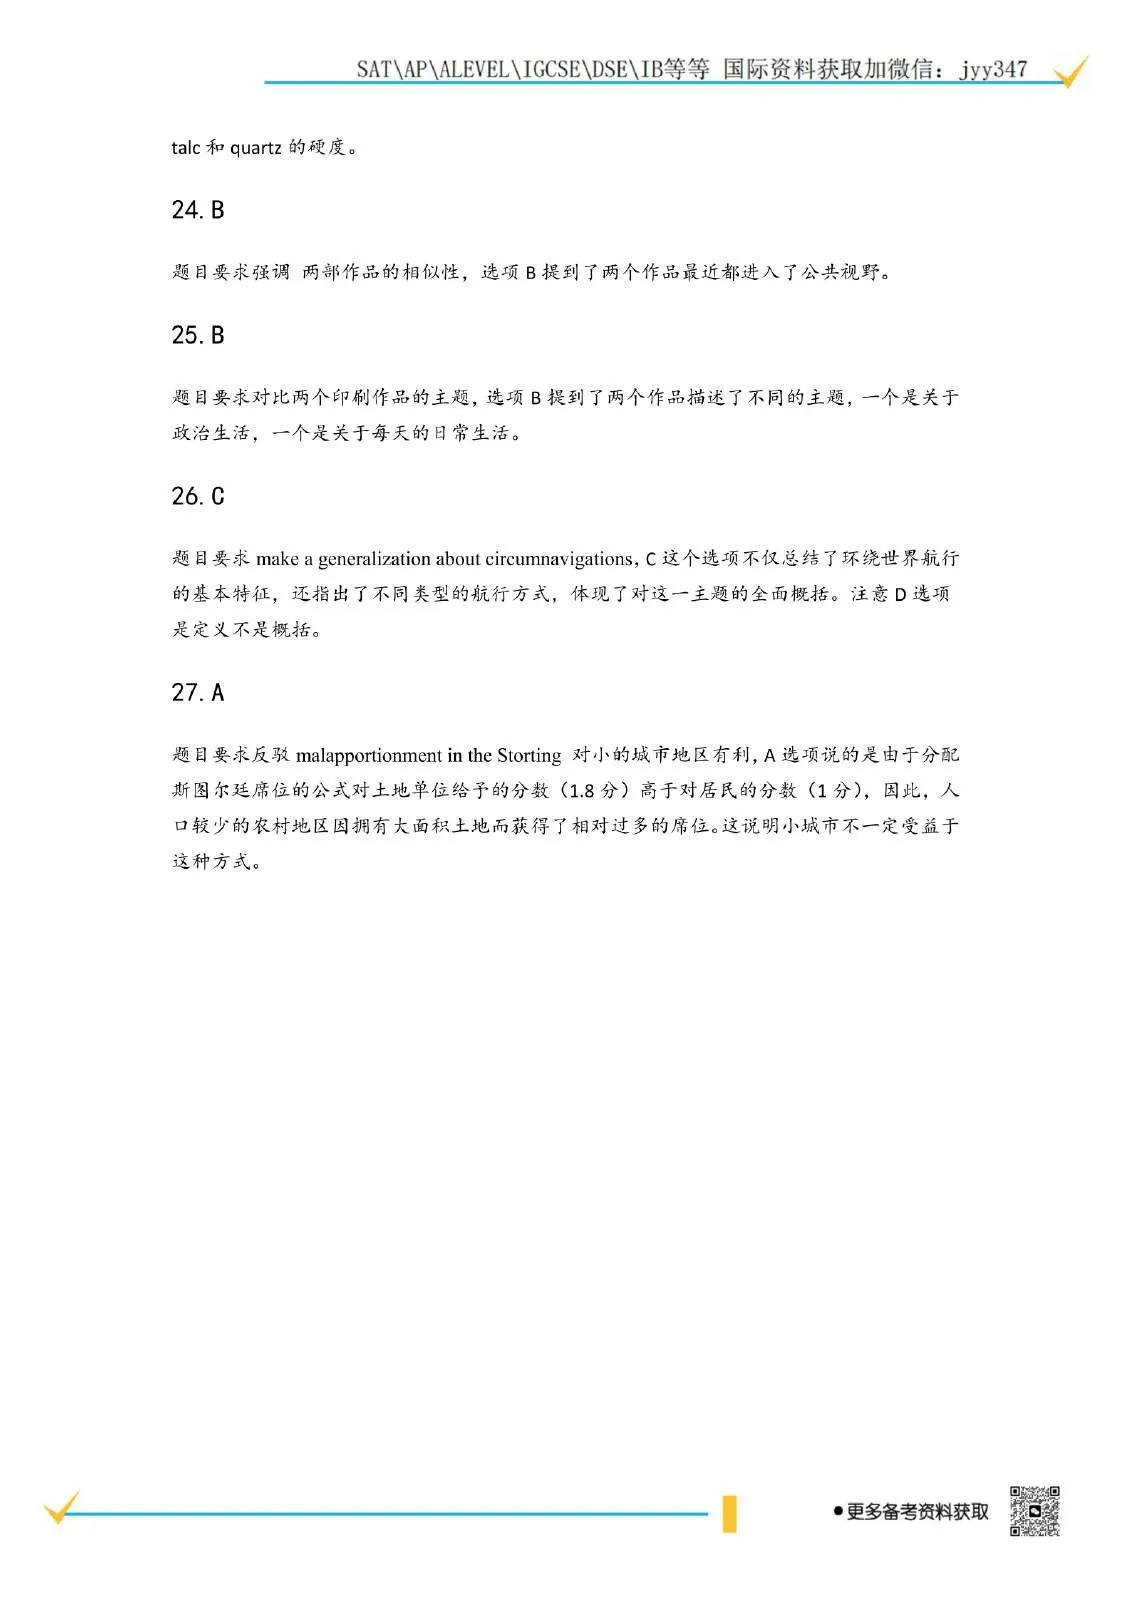 SAT\AP\ALEVEL\IGCSE\DSE\IB等等 国际资料获取加微信：jyy347
talc 和 quartz 的硬度。
24. B
题目要求强调 两部作品的相似性，选项 B 提到了两个作品最近都进入了公共视野。
25. B
题目要求对比两个印刷作品的主题，选项 B 提到了两个作品描述了不同的主题，一个是关于
政治生活，一个是关于每天的日常生活。
26. C
题目要求 make a generalization about circumnavigations，C 这个选项不仅总结了环绕世界航行
的基本特征，还指出了不同类型的航行方式，体现了对这一主题的全面概括。注意 D 选项
是定义不是概括。
27. A
题目要求反驳 malapportionment in the Storting 对小的城市地区有利，A 选项说的是由于分配
斯图尔廷席位的公式对土地单位给予的分数（1.8 分）高于对居民的分数（1 分），因此，人
口较少的农村地区因拥有大面积土地而获得了相对过多的席位。这说明小城市不一定受益于
这种方式。
●更多备考资料获取